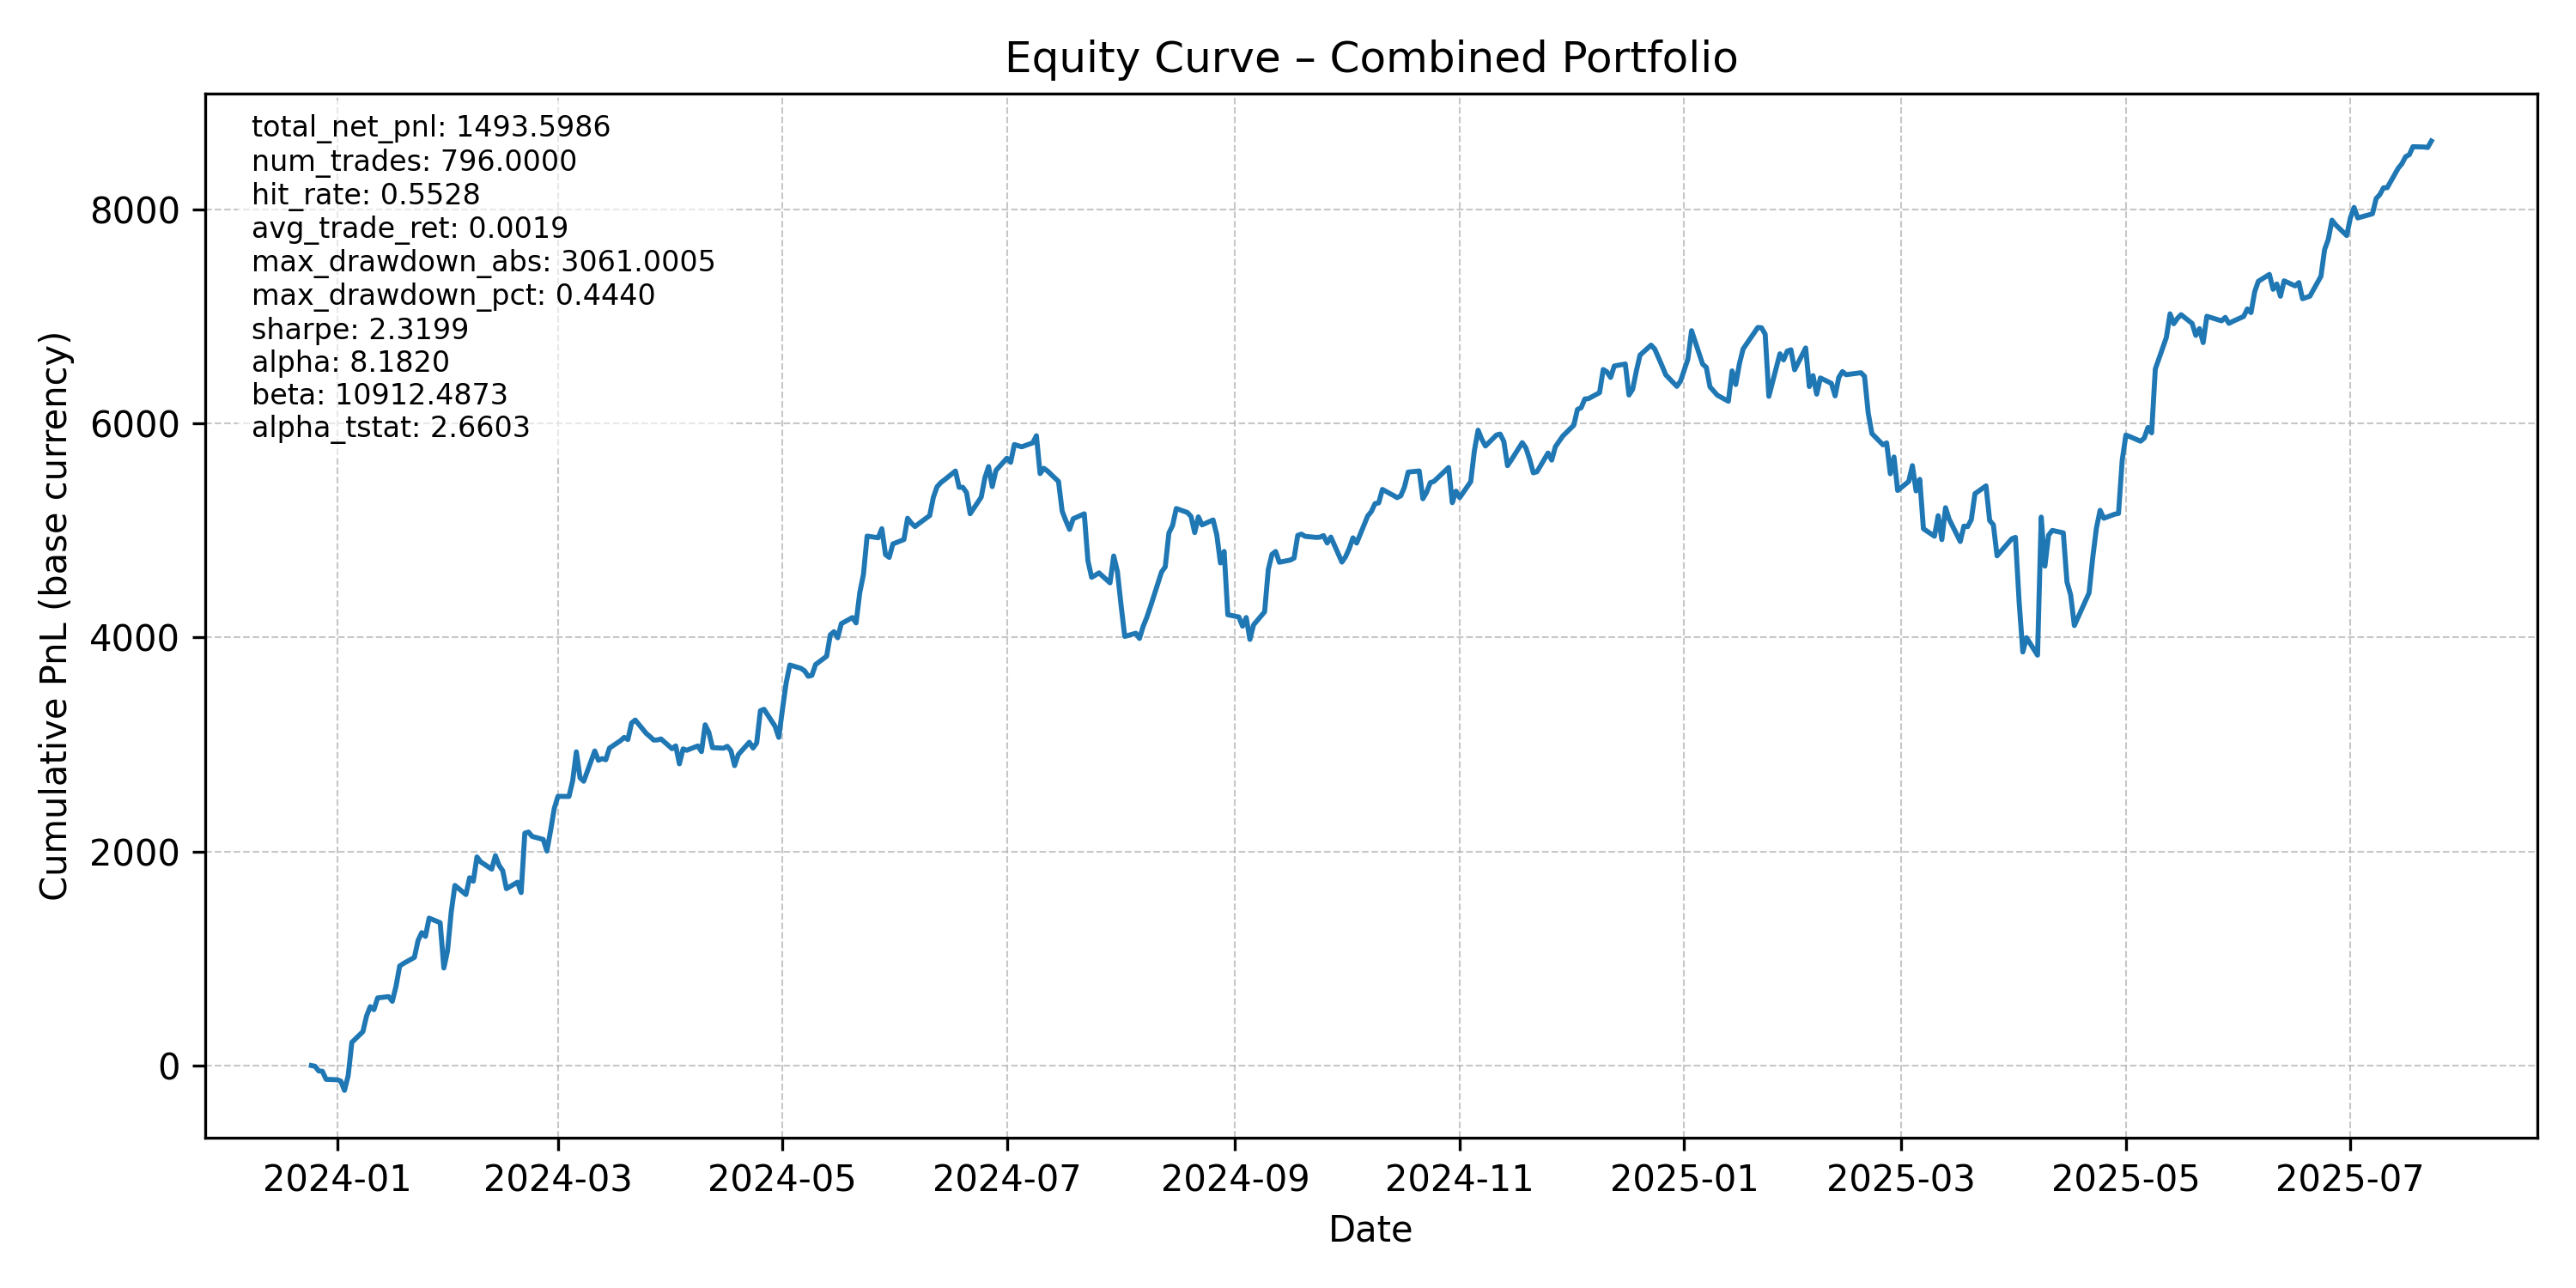 Equity Curve – Combined Portfolio
total_net_pnl: 1493.5986
num_trades: 796.0000
hit_rate: 0.5528
avg_trade_ret: 0.0019
max_drawdown_abs: 3061.0005
max_drawdown_pct: 0.4440
sharpe: 2.3199
alpha: 8.1820
beta: 10912.4873
alpha_tstat: 2.6603
Cumulative PnL (base currency)
8000
6000
4000
2000
0
2024-01 2024-03 2024-05 2024-07 2024-09 2024-11 2025-01 2025-03 2025-05 2025-07
Date